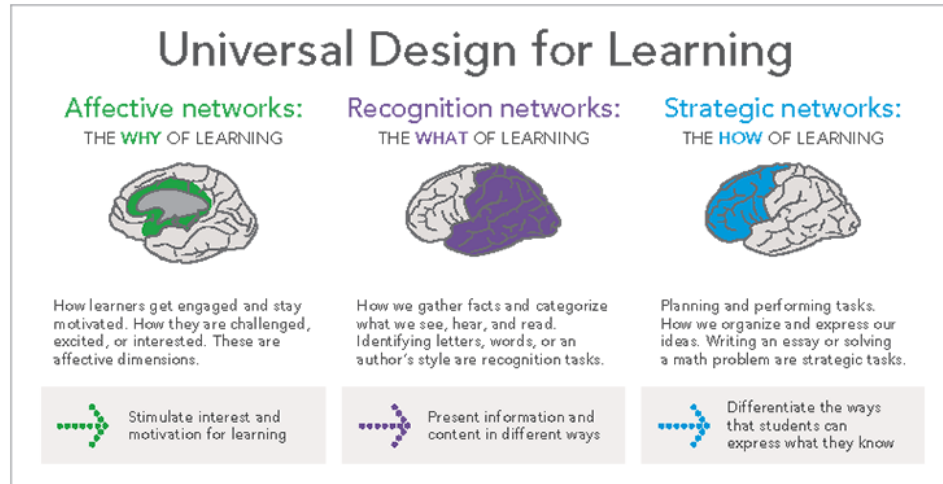 Universal Design for Learning
Affective networks:
THE WHY OF LEARNING
How learners get engaged and stay
motivated. How they are challenged,
excited, or interested. These are
affective dimensions.
Stimulate interest and
motivation for learning
Recognition networks:
THE WHAT OF LEARNING
How we gather facts and categorize
what we see, hear, and read.
Identifying letters, words, or an
author's style are recognition tasks.
Present information and
content in different ways
Strategic networks:
THE HOW OF LEARNING
Planning and performing tasks.
How we organize and express our
ideas. Writing an essay or solving
a math problem are strategic tasks.
Differentiate the ways
that students can
express what they know